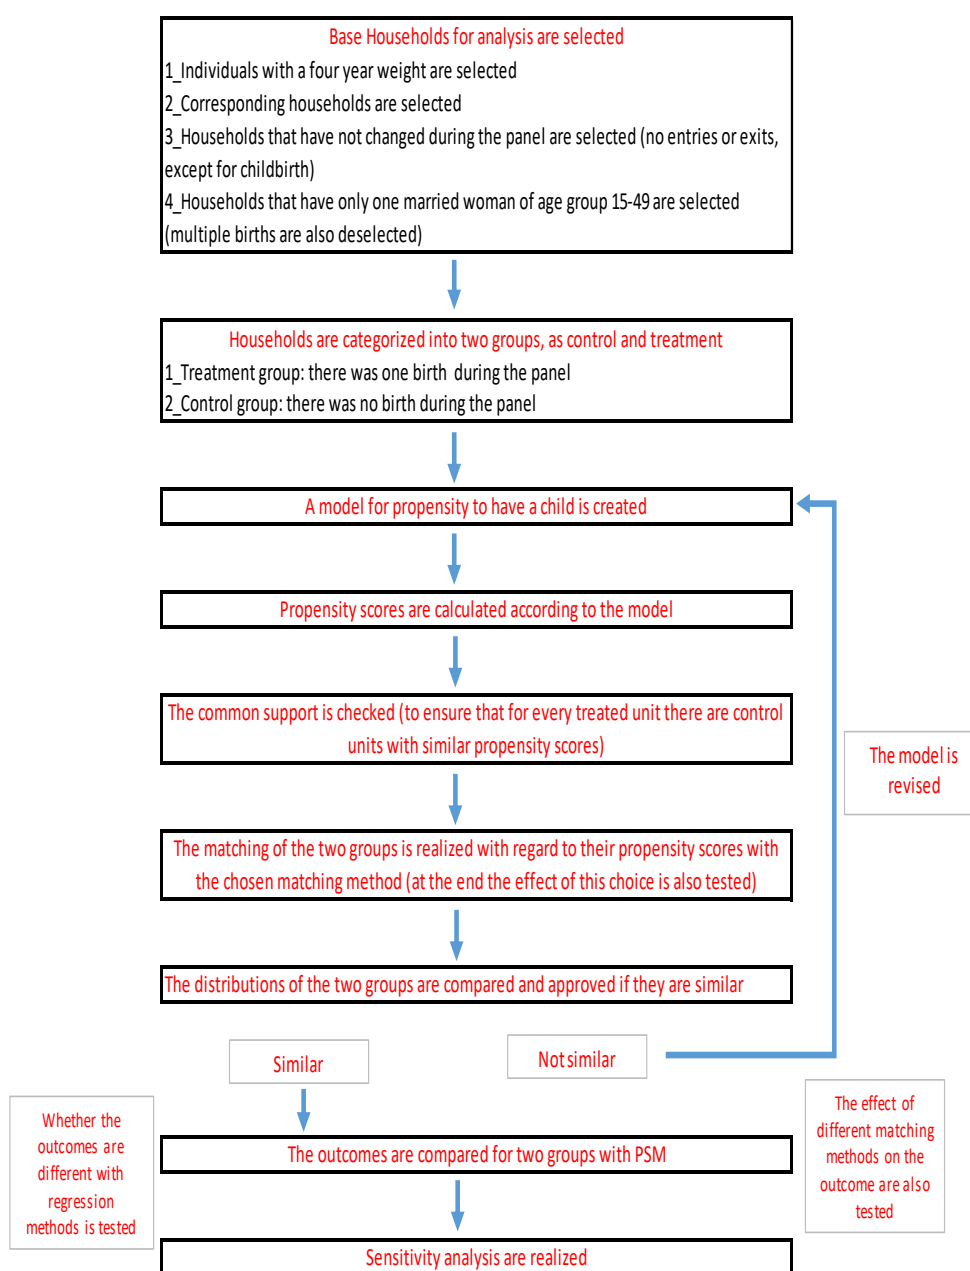 Base Households for analysis are selected
1_Individuals with a four year weight are selected
2_Corresponding households are selected
3_Households that have not changed during the panel are selected (no entries or exits,
except for childbirth)
4_Households that have only one married woman of age group 15-49 are selected
(multiple births are also deselected)
Households are categorized into two groups, as control and treatment
1_Treatment group: there was one birth during the panel
2_Control group: there was no birth during the panel
A model for propensity to have a child is created
Propensity scores are calculated according to the model
The common support is checked (to ensure that for every treated unit there are control
units with similar propensity scores)
The model is
revised
The matching of the two groups is realized with regard to their propensity scores with
the chosen matching method (at the end the effect of this choice is also tested)
The distributions of the two groups are compared and approved if they are similar
Similar
Not similar
Whether the
outcomes are
different with
regression
methods is tested
The effect of
different matching
methods on the
outcome are also
tested
The outcomes are compared for two groups with PSM
Sensitivity analysis are realized